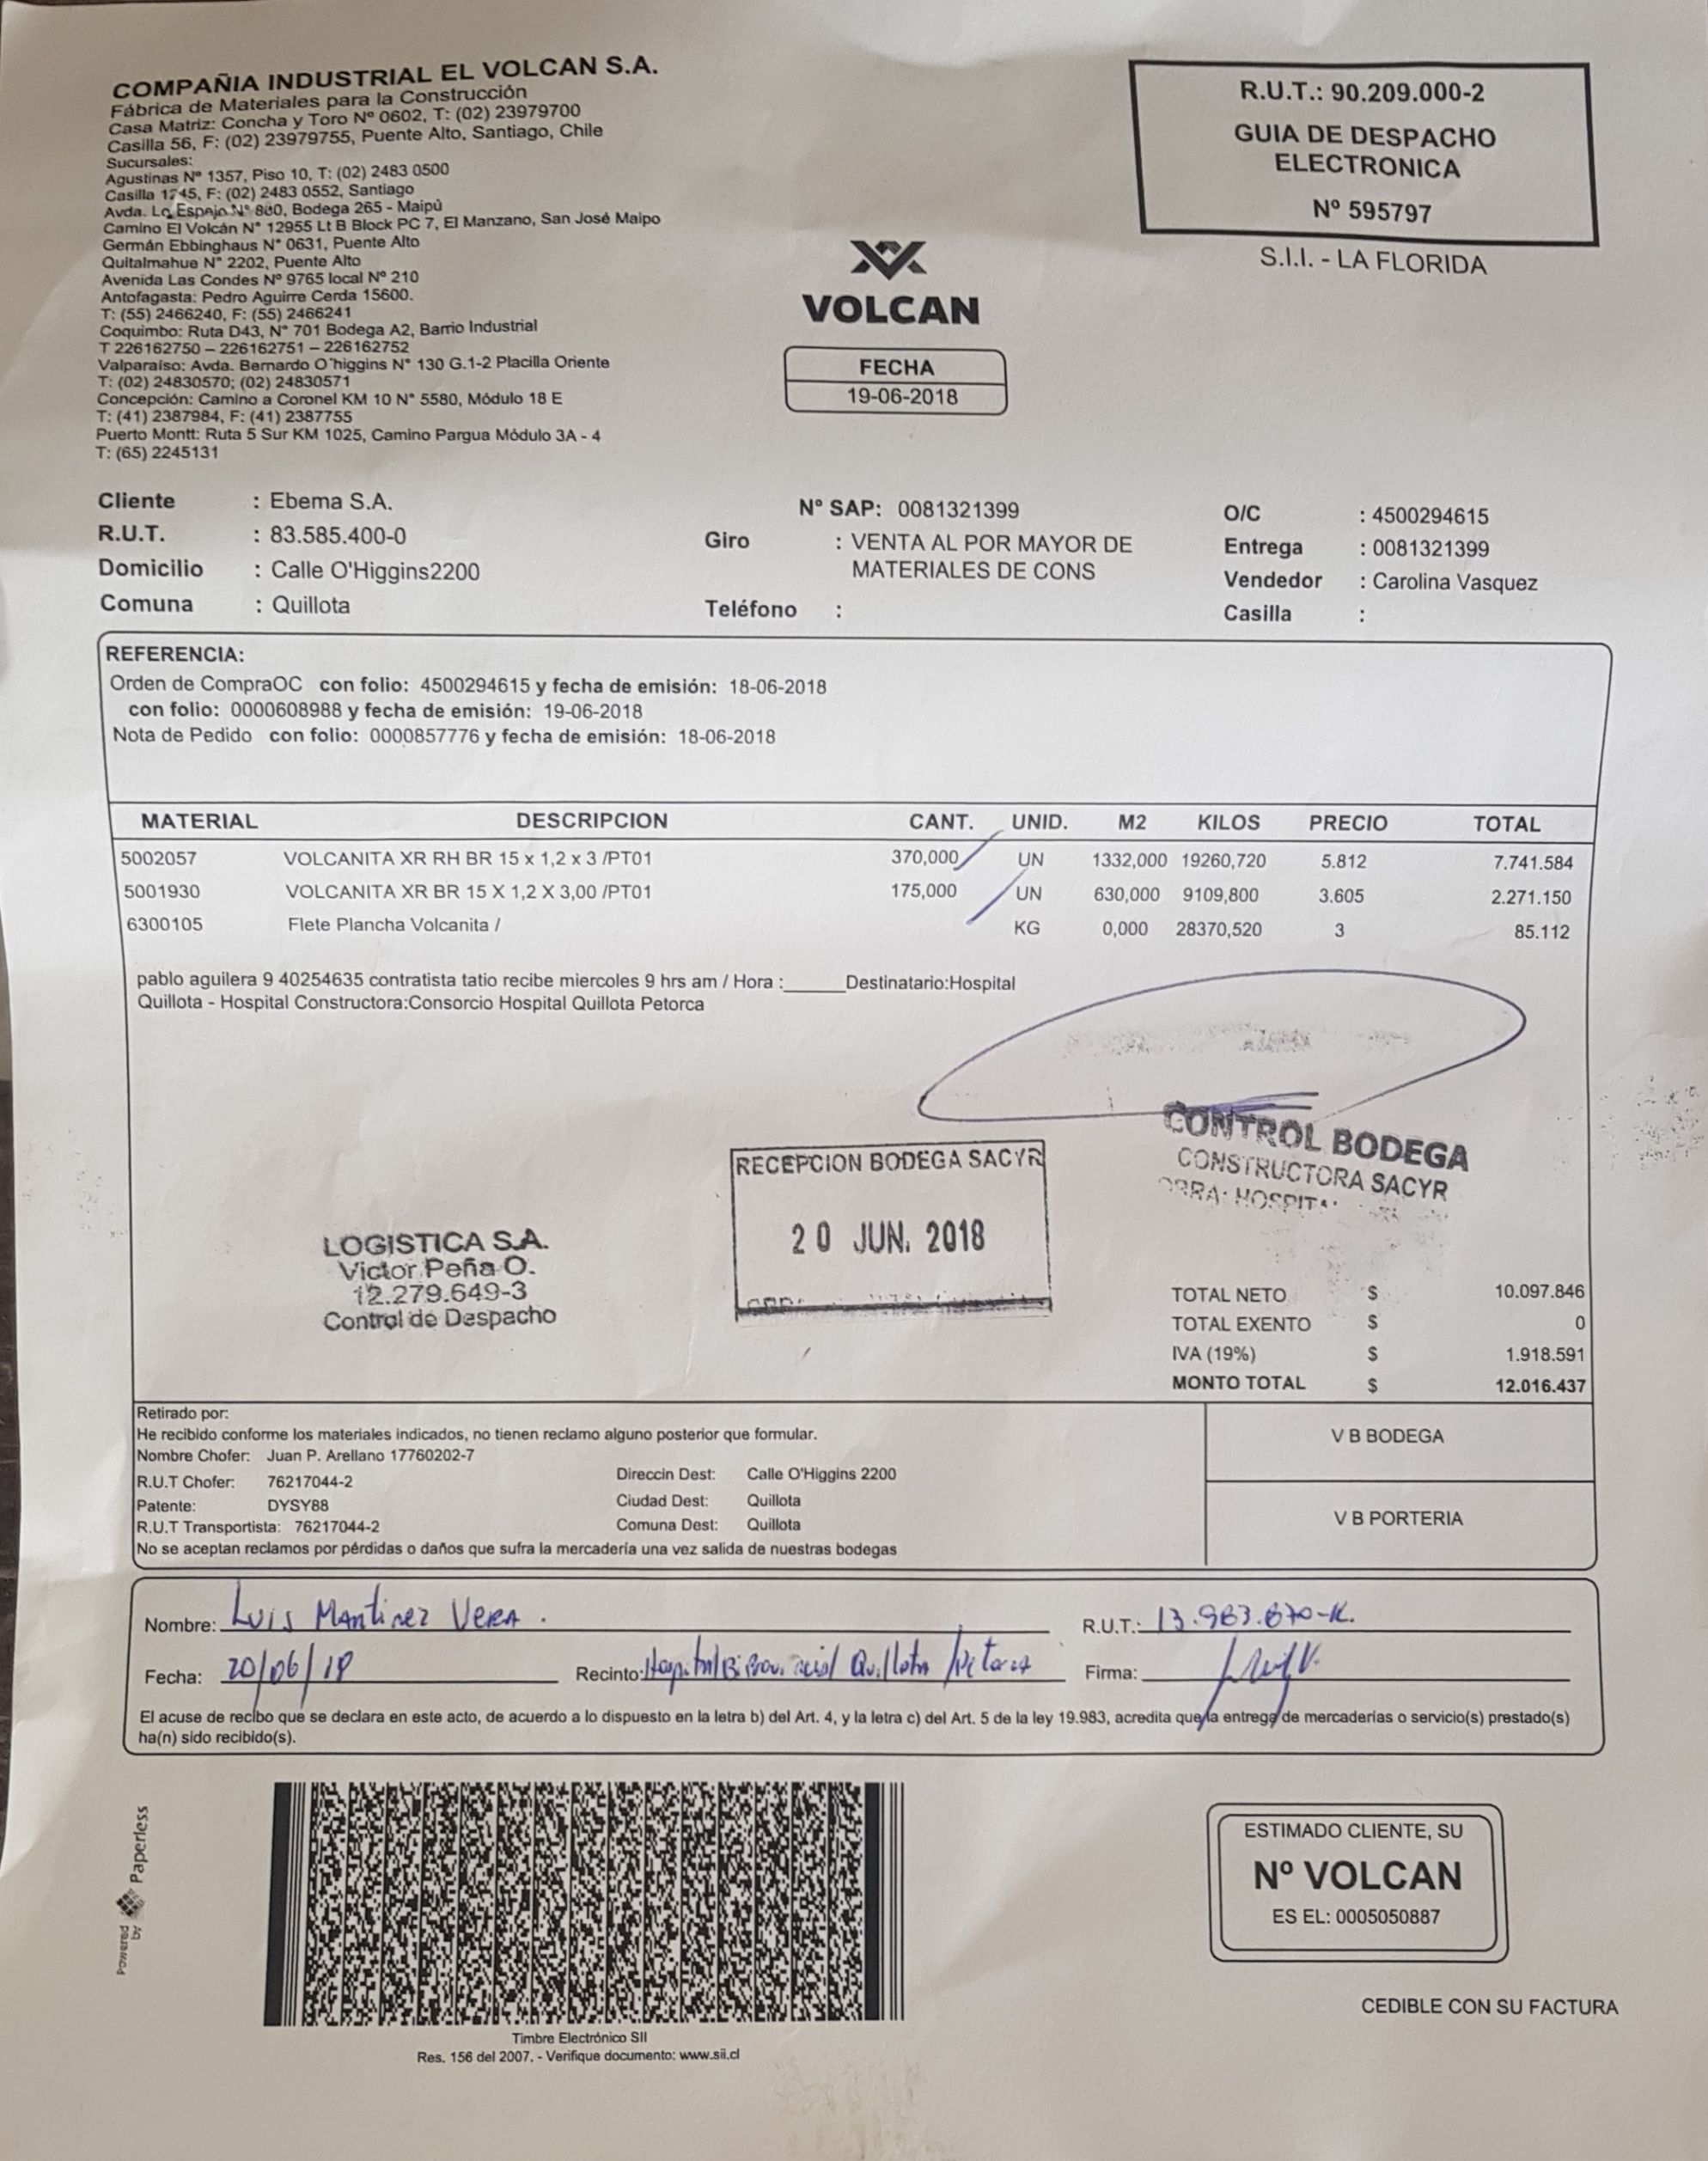 COMPAÑIA INDUSTRIAL EL VOLCAN S.A.
Fábrica de Materiales para la Construcción
Casa Matriz: Concha y Toro Nº 0602, T: (02) 23979700
Casilla 56, F: (02) 23979755, Puente Alto, Santiago, Chile
Sucursales:
Agustinas Nº 1357, Piso 10, T: (02) 2483 0500
Casilla 1245, F: (02) 2483 0552, Santiago
Avda. Lo Espejo N° 860, Bodega 265 - Maipú
Camino El Volcán N° 12955 Lt B Block PC 7, El Manzano, San José Maipo
Germán Ebbinghaus N° 0631, Puente Alto
Quitalmahue N° 2202, Puente Alto
Avenida Las Condes Nº 9765 local Nº 210
Antofagasta: Pedro Aguirre Cerda 15600.
T: (55) 2466240, F: (55) 2466241
Coquimbo: Ruta D43, N° 701 Bodega A2, Barrio Industrial
T 226162750 – 226162751 – 226162752
Valparaíso: Avda. Bernardo O'higgins N° 130 G.1-2 Placilla Oriente
T: (02) 24830570; (02) 24830571
Concepción: Camino a Coronel KM 10 N° 5580, Módulo 18 E
T: (41) 2387984, F: (41) 2387755
Puerto Montt: Ruta 5 Sur KM 1025, Camino Pargua Módulo 3A - 4
T: (65) 2245131
VOLCAN
FECHA
19-06-2018
R.U.T.: 90.209.000-2
GUIA DE DESPACHO
ELECTRONICA
Nº 595797
S.I.I. - LA FLORIDA
Cliente : Ebema S.A.
R.U.T. : 83.585.400-0
Domicilio : Calle O'Higgins2200
Comuna : Quillota
Nº SAP: 0081321399
Giro : VENTA AL POR MAYOR DE
MATERIALES DE CONS
Teléfono :
O/C : 4500294615
Entrega : 0081321399
Vendedor : Carolina Vasquez
Casilla :
REFERENCIA:
Orden de CompraOC con folio: 4500294615 y fecha de emisión: 18-06-2018
con folio: 0000608988 y fecha de emisión: 19-06-2018
Nota de Pedido con folio: 0000857776 y fecha de emisión: 18-06-2018
MATERIAL DESCRIPCION CANT. UNID. M2 KILOS PRECIO TOTAL
5002057 VOLCANITA XR RH BR 15 x 1,2 x 3 /PT01 370,000 UN 1332,000 19260,720 5.812 7.741.584
5001930 VOLCANITA XR BR 15 X 1,2 X 3,00 /PT01 175,000 UN 630,000 9109,800 3.605 2.271.150
6300105 Flete Plancha Volcanita / KG 0,000 28370,520 3 85.112
pablo aguilera 9 40254635 contratista tatio recibe miercoles 9 hrs am / Hora :______Destinatario:Hospital
Quillota - Hospital Constructora:Consorcio Hospital Quillota Petorca
CONTROL BODEGA
CONSTRUCTORA SACYR
RECEPCION BODEGA SACYR
20 JUN. 2018
LOGISTICA S.A.
Victor Peña O.
12.279.649-3
Control de Despacho
TOTAL NETO $ 10.097.846
TOTAL EXENTO $ 0
IVA (19%) $ 1.918.591
MONTO TOTAL $ 12.016.437
Retirado por:
He recibido conforme los materiales indicados, no tienen reclamo alguno posterior que formular.
Nombre Chofer: Juan P. Arellano 17760202-7
R.U.T Chofer: 76217044-2 Direccin Dest: Calle O'Higgins 2200
Patente: DYSY88 Ciudad Dest: Quillota
R.U.T Transportista: 76217044-2 Comuna Dest: Quillota
No se aceptan reclamos por pérdidas o daños que sufra la mercadería una vez salida de nuestras bodegas
V B BODEGA
V B PORTERIA
Nombre: Luis Martinez Vera. R.U.T.: 13.983.670-K.
Fecha: 20/06/18 Recinto: Hospital Biprovincial Quillota / Petorca Firma:
El acuse de recibo que se declara en este acto, de acuerdo a lo dispuesto en la letra b) del Art. 4, y la letra c) del Art. 5 de la ley 19.983, acredita que la entrega de mercaderías o servicio(s) prestado(s)
ha(n) sido recibido(s).
Powered by Paperless
Timbre Electrónico SII
Res. 156 del 2007. - Verifique documento: www.sii.cl
ESTIMADO CLIENTE, SU
Nº VOLCAN
ES EL: 0005050887
CEDIBLE CON SU FACTURA